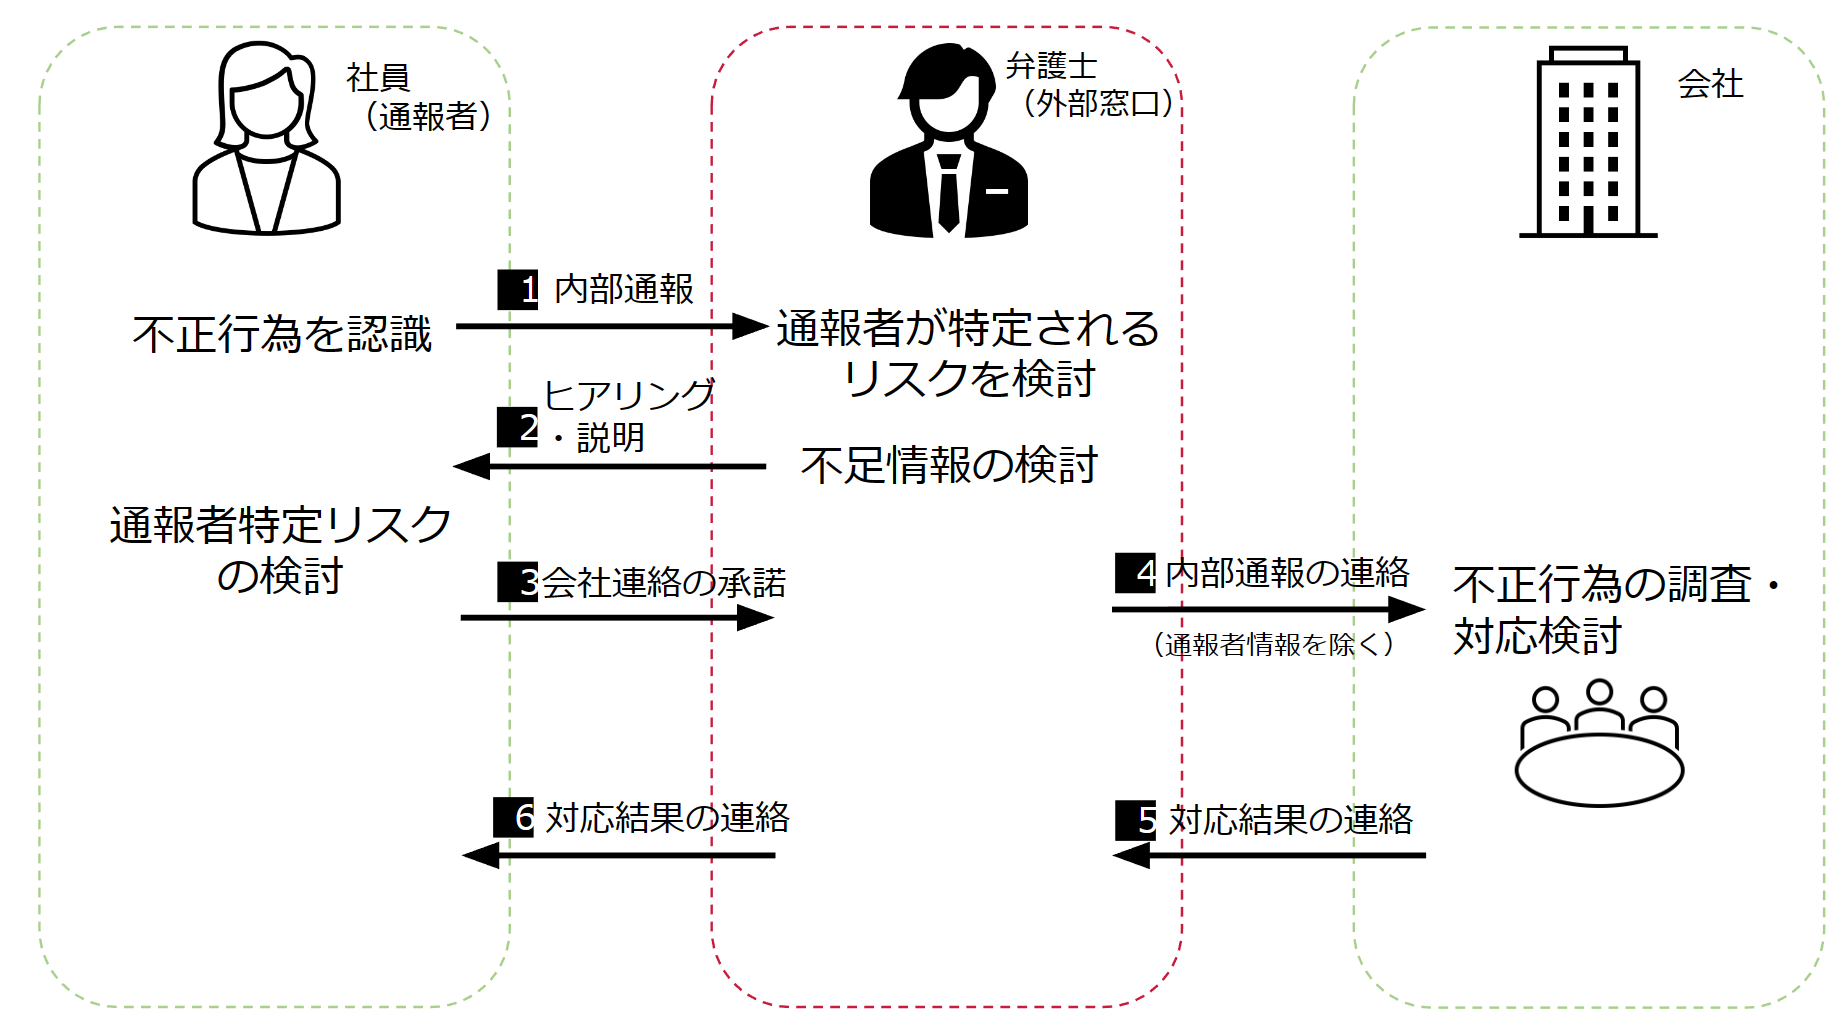 社員
（通報者）
弁護士
（外部窓口）
会社
1 内部通報
不正行為を認識
通報者が特定される
リスクを検討
2 ヒアリング
・説明
不足情報の検討
通報者特定リスク
の検討
3 会社連絡の承諾
4 内部通報の連絡
（通報者情報を除く）
不正行為の調査・
対応検討
6 対応結果の連絡
5 対応結果の連絡